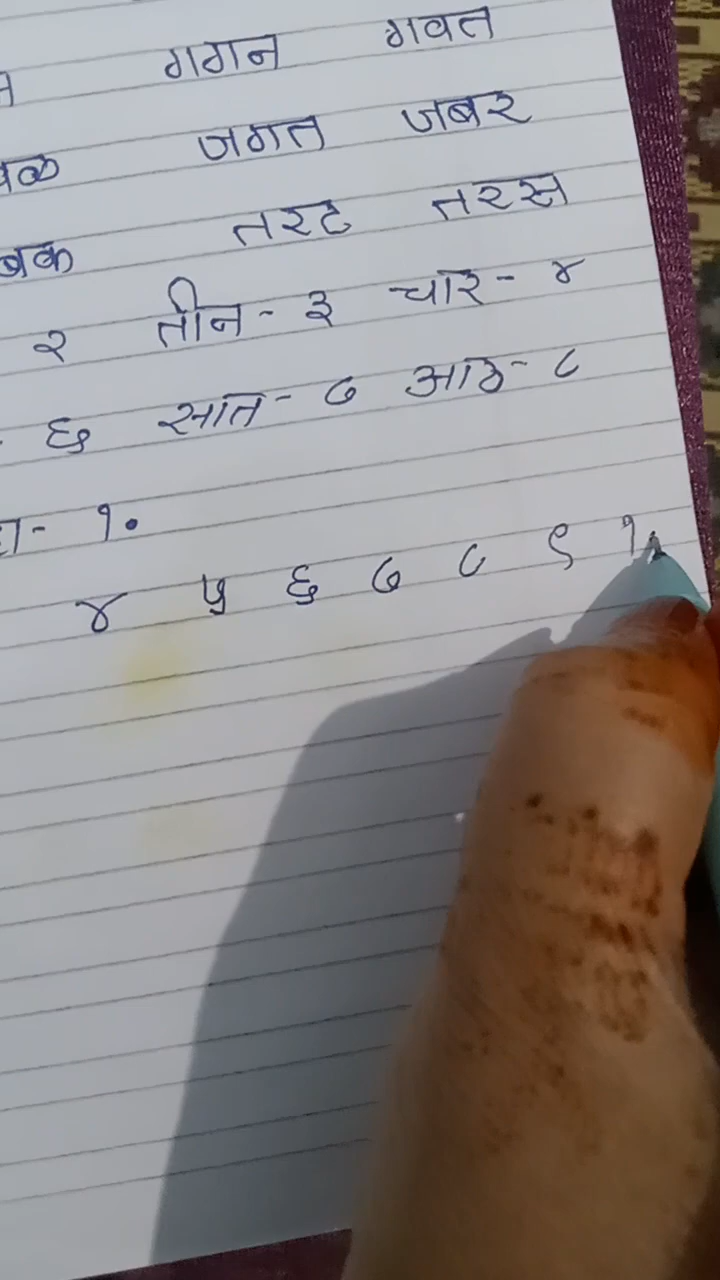 गगन गवत
जगत जबर
तरट तरस
२ तीन - ३ चार - ४
६ सात - ७ आठ - ८
- १०
४ ५ ६ ७ ८ ९ १